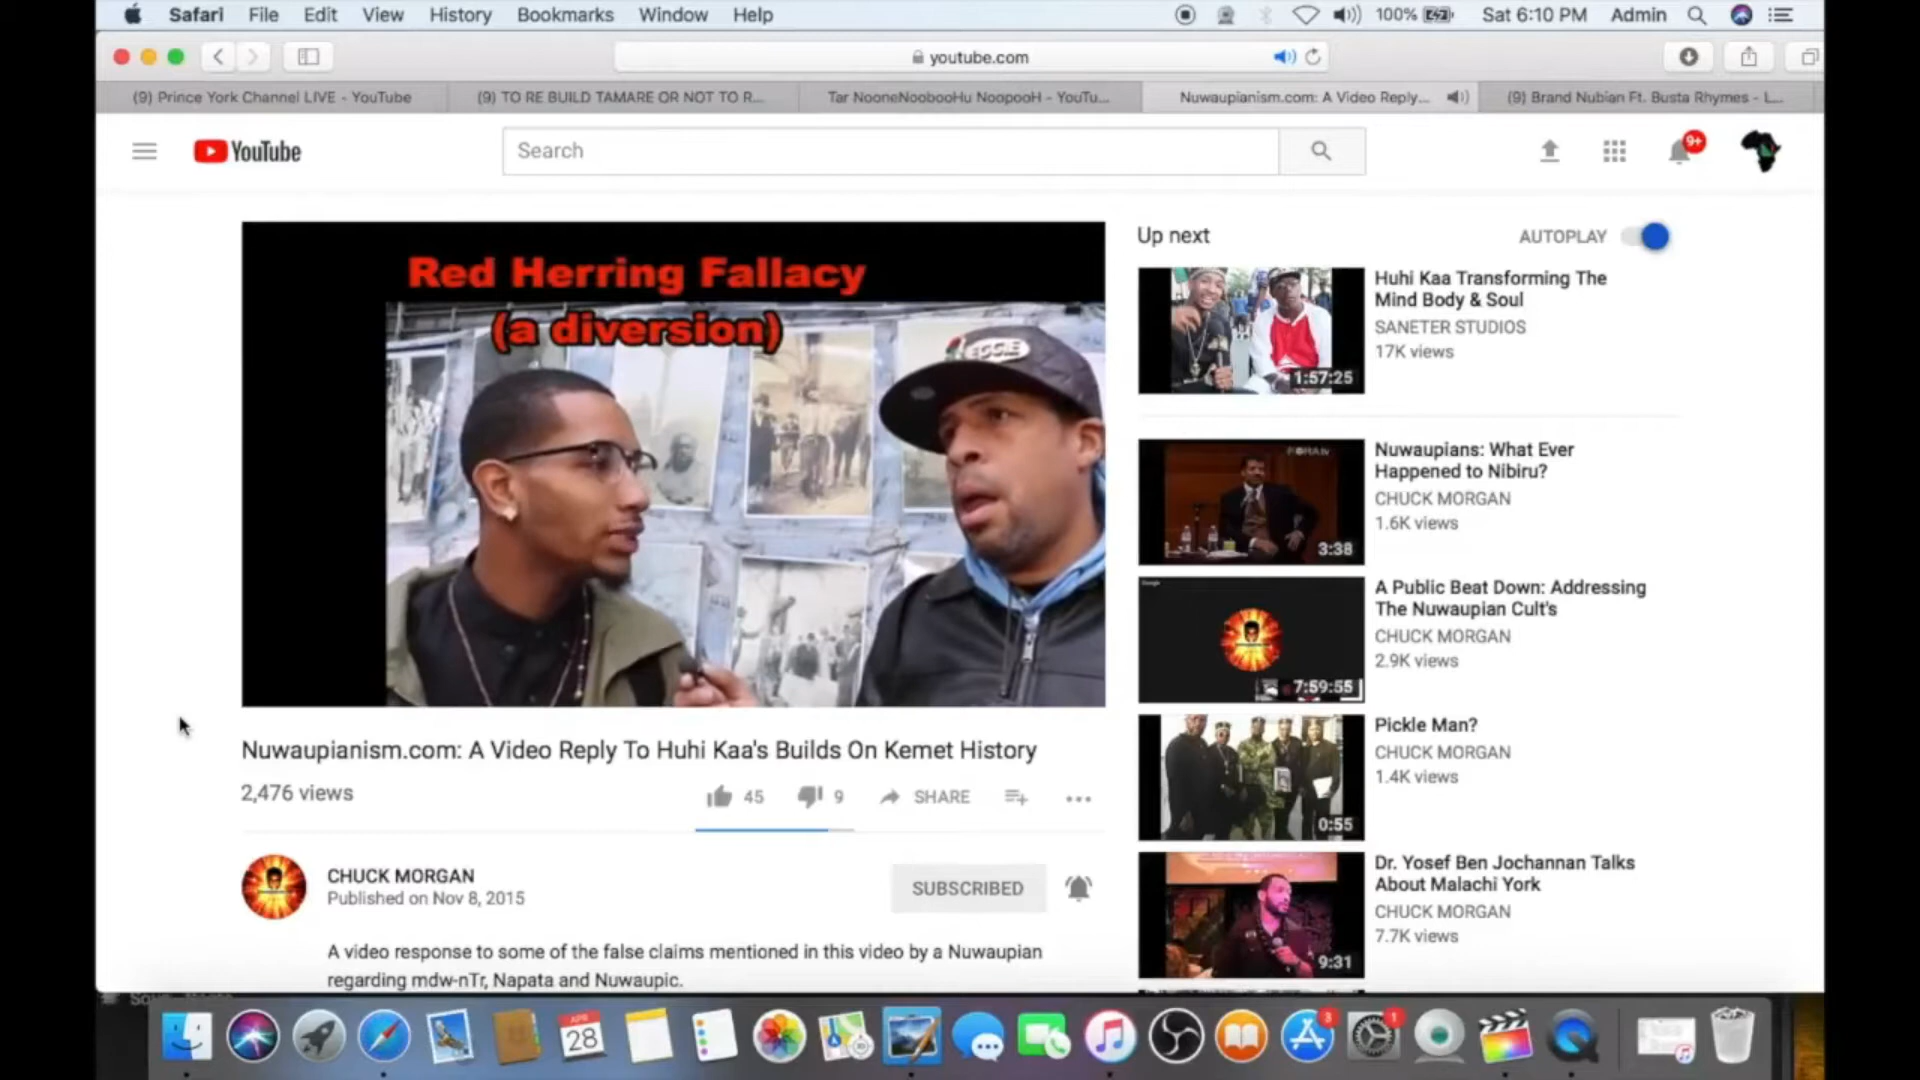 Safari File Edit View History Bookmarks Window Help
100% Sat 6:10 PM Admin
youtube.com
(9) Prince York Channel LIVE - YouTube
(9) TO RE BUILD TAMARE OR NOT TO R...
Tar NooneNoobooHu NoopooH - YouTu...
Nuwaupianism.com: A Video Reply...
(9) Brand Nubian Ft. Busta Rhymes - L...
YouTube
Search
9+
Red Herring Fallacy
(a diversion)
Nuwaupianism.com: A Video Reply To Huhi Kaa's Builds On Kemet History
2,476 views
45
9
SHARE
CHUCK MORGAN
Published on Nov 8, 2015
SUBSCRIBED
A video response to some of the false claims mentioned in this video by a Nuwaupian
regarding mdw-nTr, Napata and Nuwaupic.
Up next
AUTOPLAY
Huhi Kaa Transforming The
Mind Body & Soul
SANETER STUDIOS
17K views
1:57:25
Nuwaupians: What Ever
Happened to Nibiru?
CHUCK MORGAN
1.6K views
FORA.tv
3:38
A Public Beat Down: Addressing
The Nuwaupian Cult's
CHUCK MORGAN
2.9K views
7:59:55
Pickle Man?
CHUCK MORGAN
1.4K views
0:55
Dr. Yosef Ben Jochannan Talks
About Malachi York
CHUCK MORGAN
7.7K views
9:31
APR
28
3
1